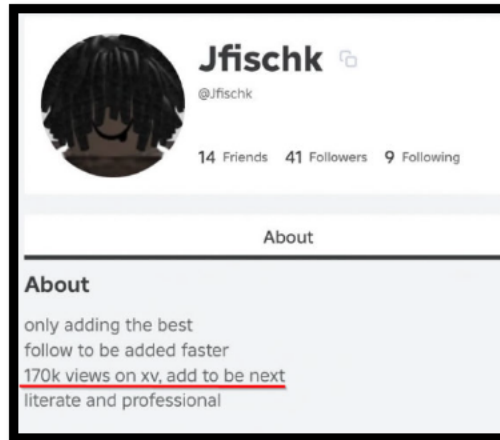 Jfischk
@Jfischk
14 Friends 41 Followers 9 Following
About
About
only adding the best
follow to be added faster
170k views on xv, add to be next
literate and professional